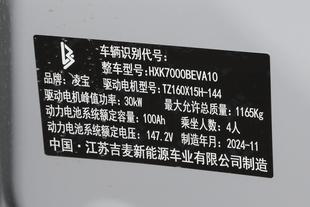 车辆识别代号:
整车型号:HXK7000BEVA10
品牌:凌宝 驱动电机型号:TZ160X15H-144
驱动电机峰值功率:30kW 最大允许总质量:1165Kg
动力电池系统额定容量:100Ah 乘坐人数:4人
动力电池系统额定电压:147.2V 制造年月:2024-11
中国·江苏吉麦新能源车业有限公司制造